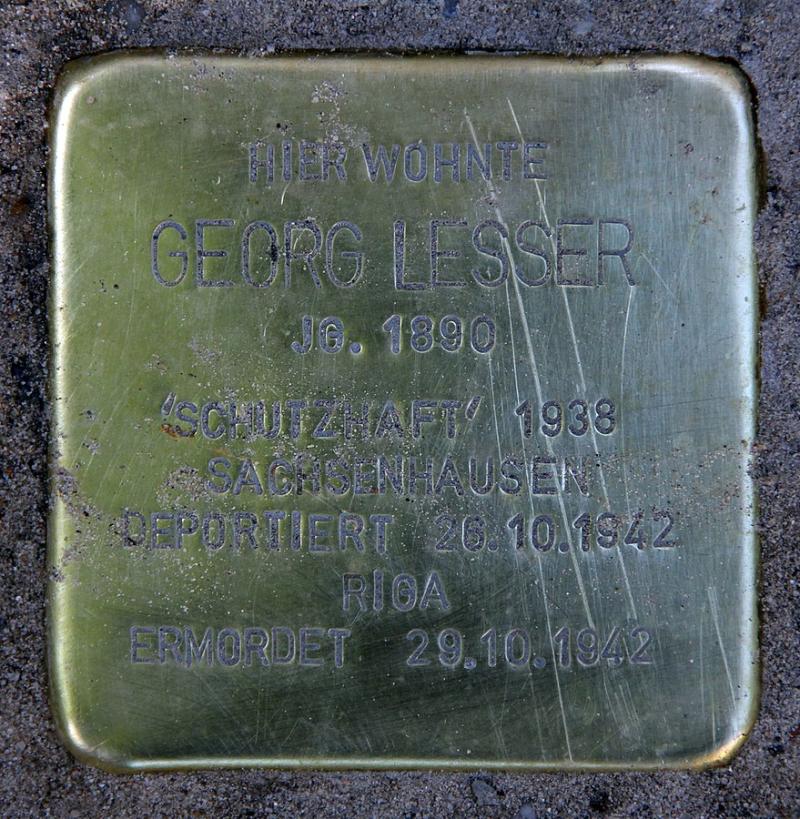 HIER WOHNTE
GEORG LESSER
JG. 1890
'SCHUTZHAFT' 1938
SACHSENHAUSEN
DEPORTIERT 26.10.1942
RIGA
ERMORDET 29.10.1942